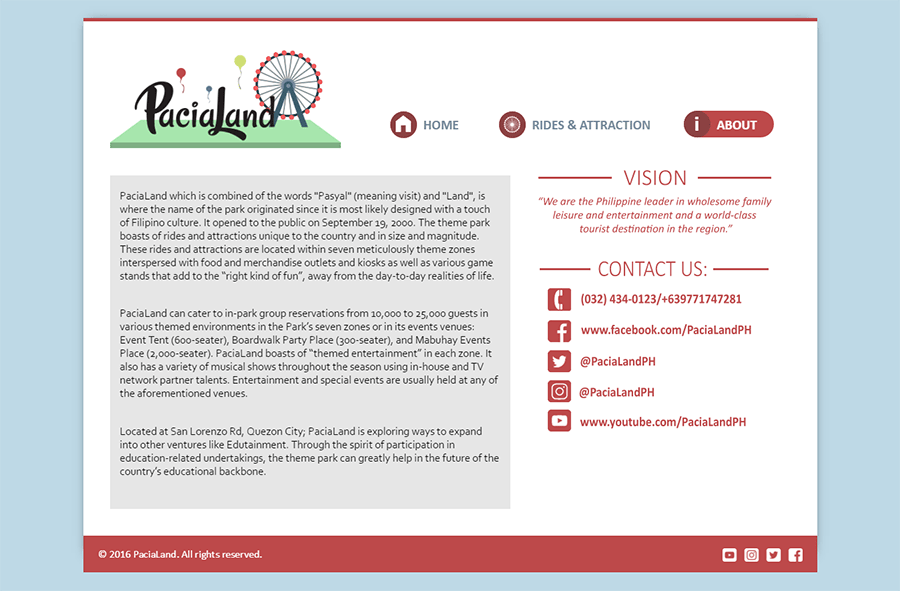 PaciaLand
HOME
RIDES & ATTRACTION
i ABOUT
PaciaLand which is combined of the words "Pasyal" (meaning visit) and "Land", is
where the name of the park originated since it is most likely designed with a touch
of Filipino culture. It opened to the public on September 19, 2000. The theme park
boasts of rides and attractions unique to the country and in size and magnitude.
These rides and attractions are located within seven meticulously theme zones
interspersed with food and merchandise outlets and kiosks as well as various game
stands that add to the “right kind of fun”, away from the day-to-day realities of life.
PaciaLand can cater to in-park group reservations from 10,000 to 25,000 guests in
various themed environments in the Park’s seven zones or in its events venues:
Event Tent (600-seater), Boardwalk Party Place (300-seater), and Mabuhay Events
Place (2,000-seater). PaciaLand boasts of “themed entertainment” in each zone. It
also has a variety of musical shows throughout the season using in-house and TV
network partner talents. Entertainment and special events are usually held at any of
the aforementioned venues.
Located at San Lorenzo Rd, Quezon City; PaciaLand is exploring ways to expand
into other ventures like Edutainment. Through the spirit of participation in
education-related undertakings, the theme park can greatly help in the future of the
country’s educational backbone.
VISION
“We are the Philippine leader in wholesome family
leisure and entertainment and a world-class
tourist destination in the region.”
CONTACT US:
(032) 434-0123/+639771747281
www.facebook.com/PaciaLandPH
@PaciaLandPH
@PaciaLandPH
www.youtube.com/PaciaLandPH
© 2016 PaciaLand. All rights reserved.